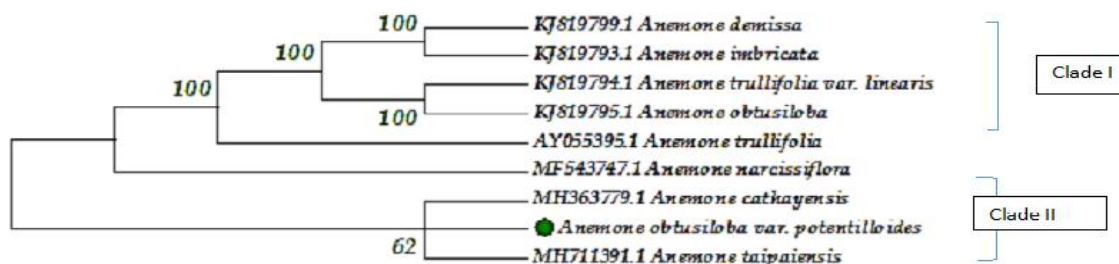 100 KJ819799.1 Anemone demissa
100 KJ819793.1 Anemone imbricata
Clade I
100 KJ819794.1 Anemone trullifolia var. linearis
100 KJ819795.1 Anemone obtusiloba
AY055395.1 Anemone trullifolia
MF543747.1 Anemone narcissiflora
MH363779.1 Anemone cathayensis
Clade II
Anemone obtusiloba var. potentilloides
62 MH711391.1 Anemone taipaiensis